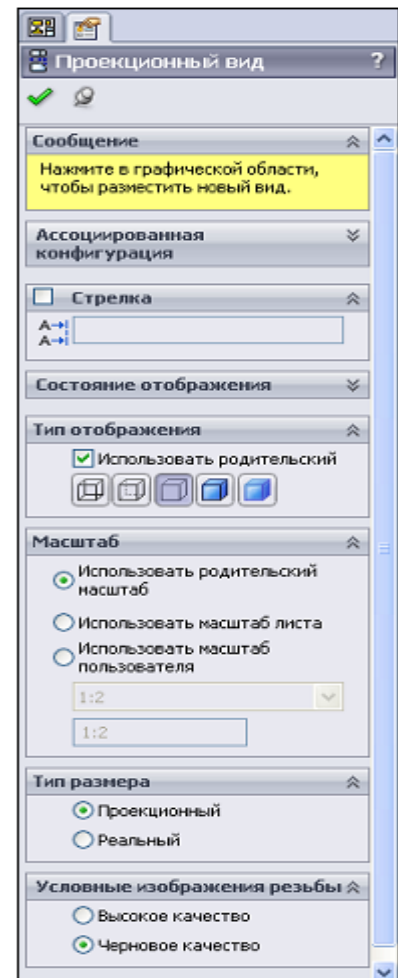 Проекционный вид ?
Сообщение
Нажмите в графической области,
чтобы разместить новый вид.
Ассоциированная
конфигурация
Стрелка
A
A
Состояние отображения
Тип отображения
Использовать родительский
Масштаб
Использовать родительский
масштаб
Использовать масштаб листа
Использовать масштаб
пользователя
1:2
1:2
Тип размера
Проекционный
Реальный
Условные изображения резьбы
Высокое качество
Черновое качество